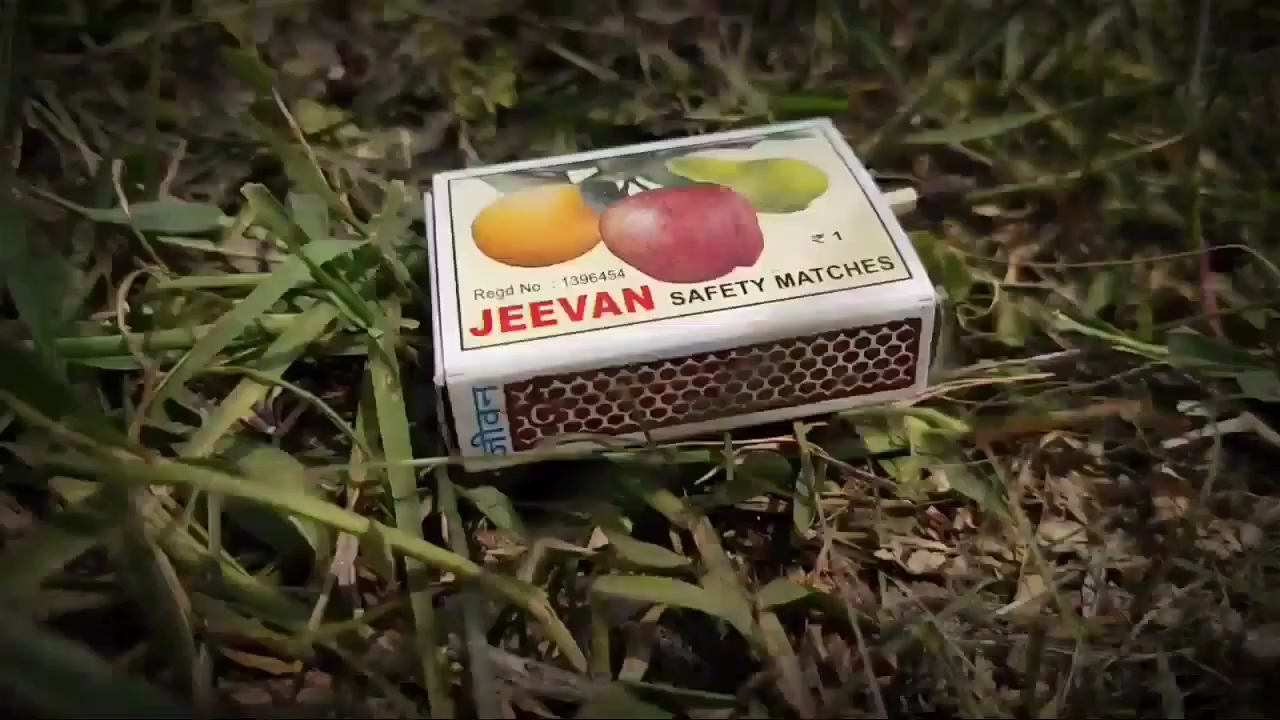 ₹ 1
Regd No : 1396454
JEEVAN SAFETY MATCHES
जीवन